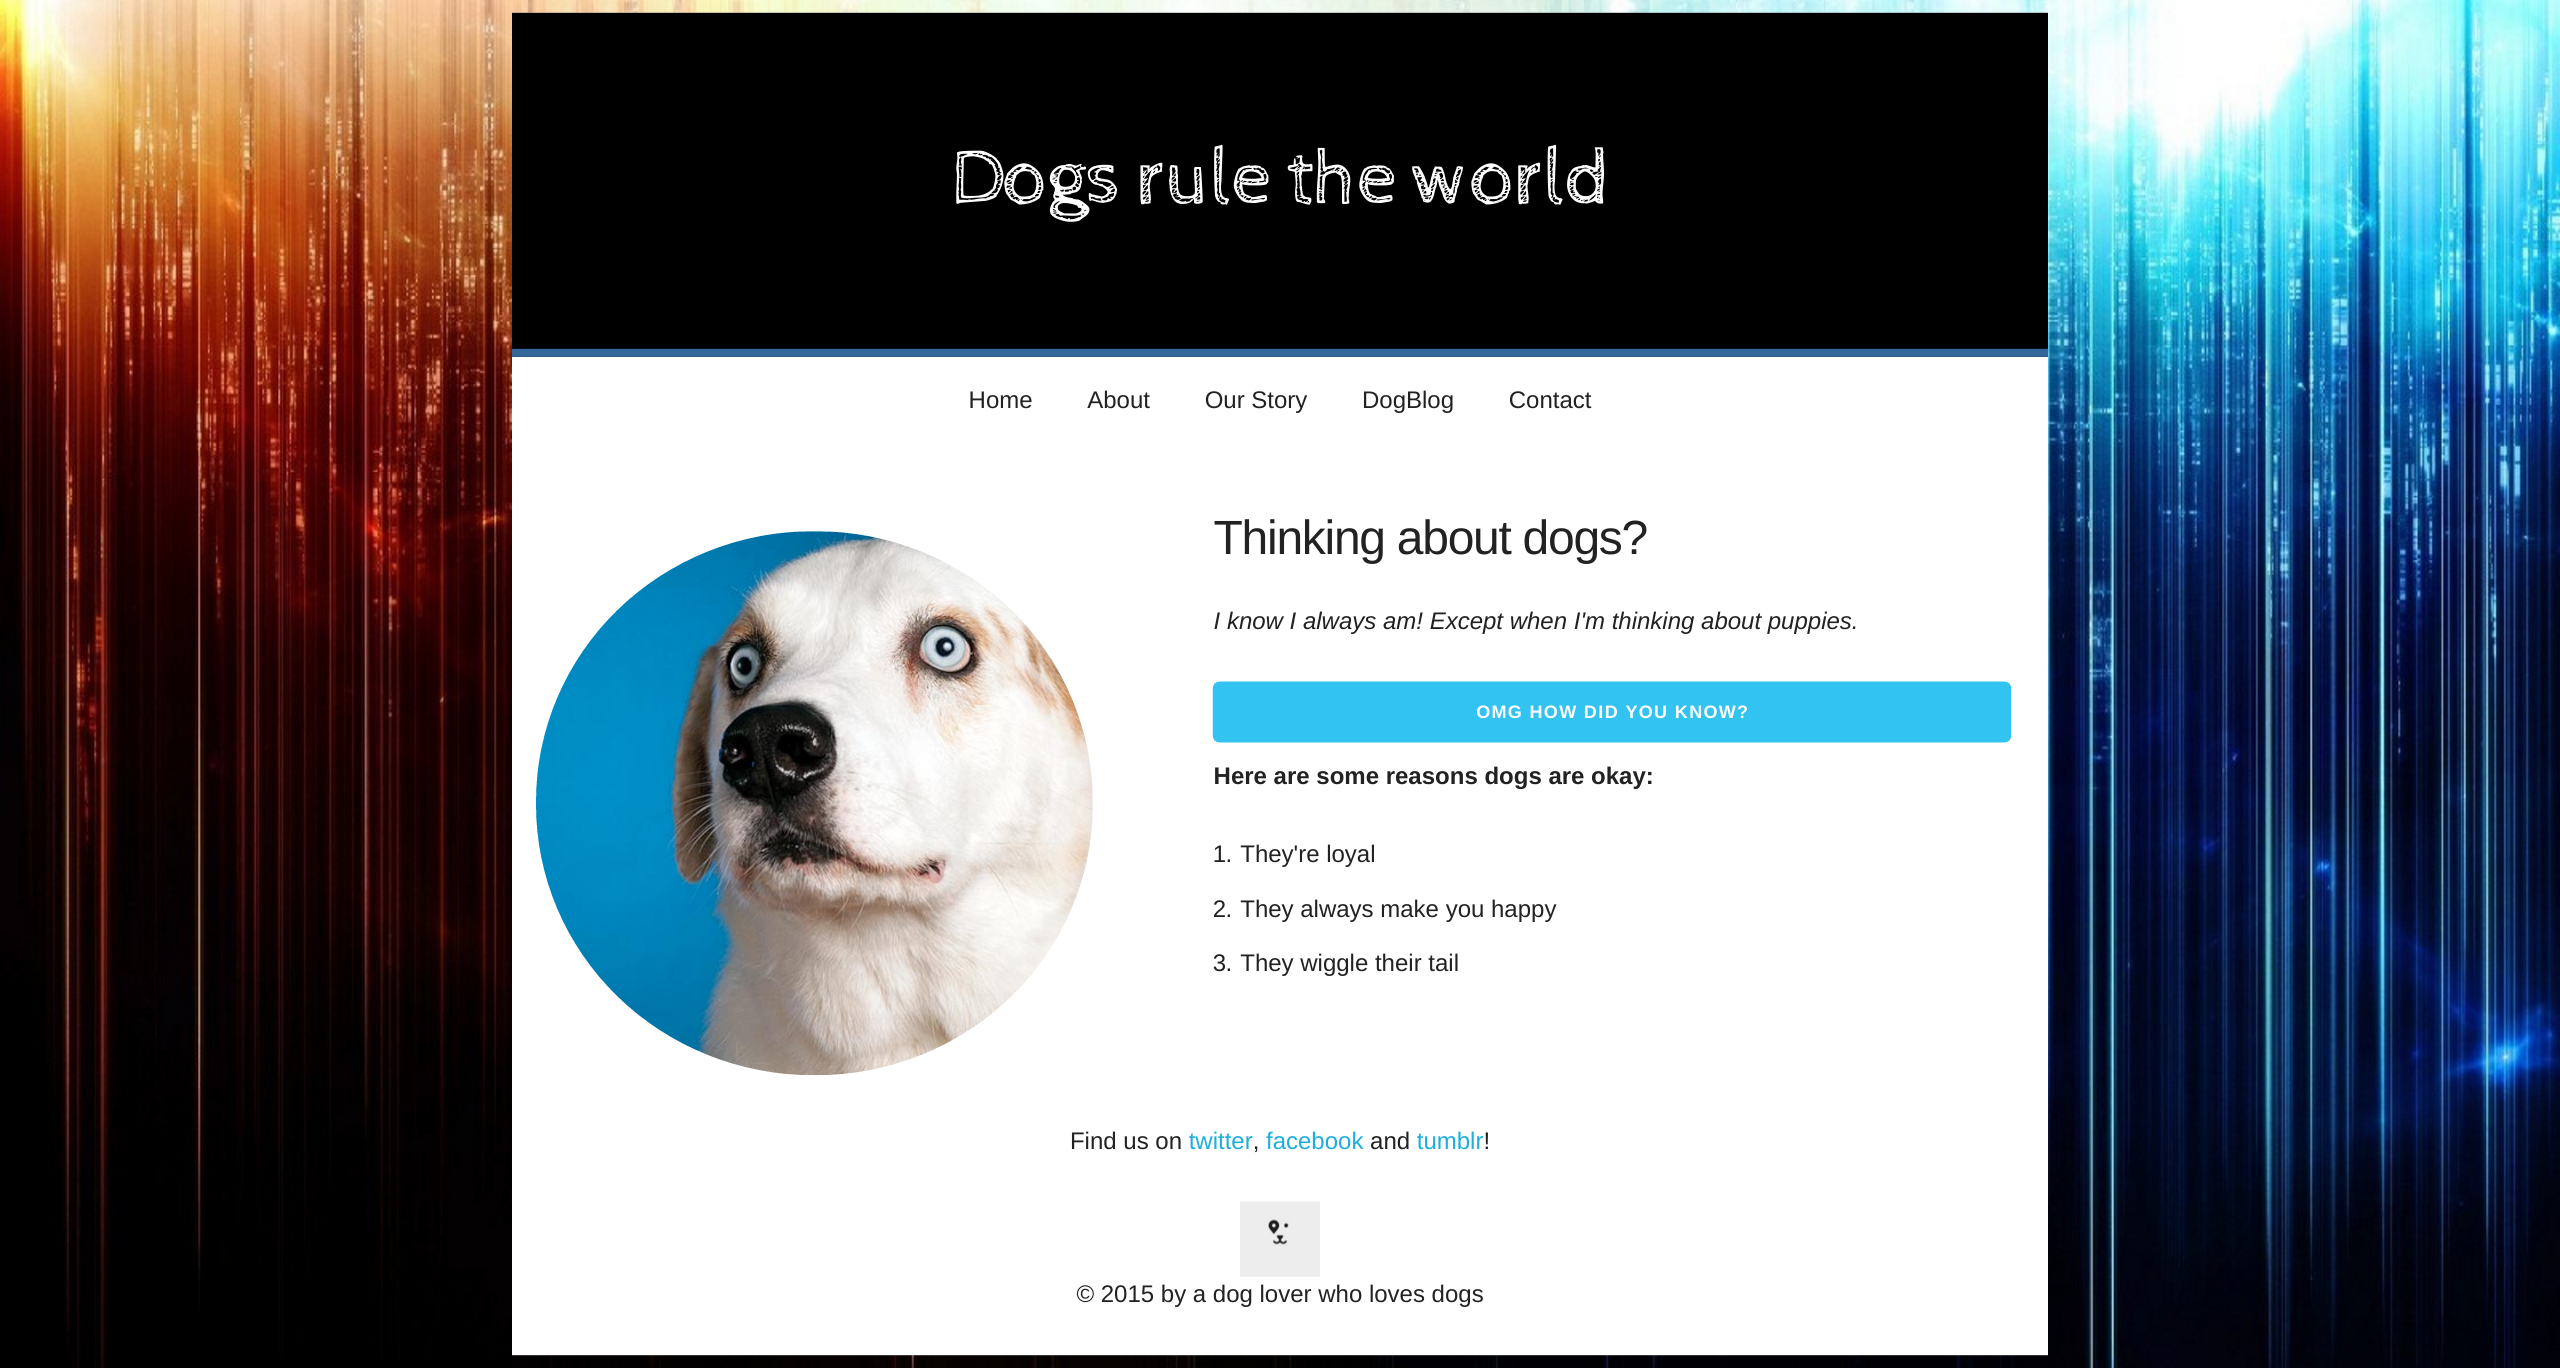 Dogs rule the world
Home About Our Story DogBlog Contact
Thinking about dogs?
I know I always am! Except when I'm thinking about puppies.
OMG HOW DID YOU KNOW?
Here are some reasons dogs are okay:
1. They're loyal
2. They always make you happy
3. They wiggle their tail
Find us on twitter, facebook and tumblr!
© 2015 by a dog lover who loves dogs